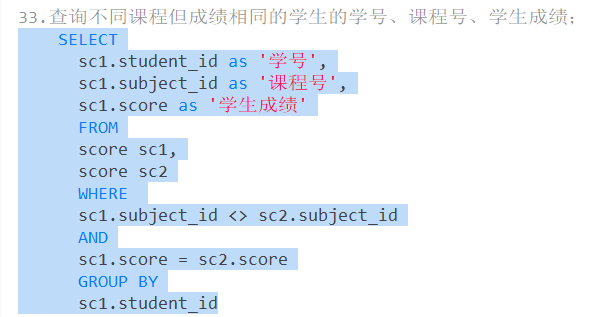 33.查询不同课程但成绩相同的学生的学号、课程号、学生成绩；
SELECT
sc1.student_id as '学号',
sc1.subject_id as '课程号',
sc1.score as '学生成绩'
FROM
score sc1,
score sc2
WHERE
sc1.subject_id <> sc2.subject_id
AND
sc1.score = sc2.score
GROUP BY
sc1.student_id